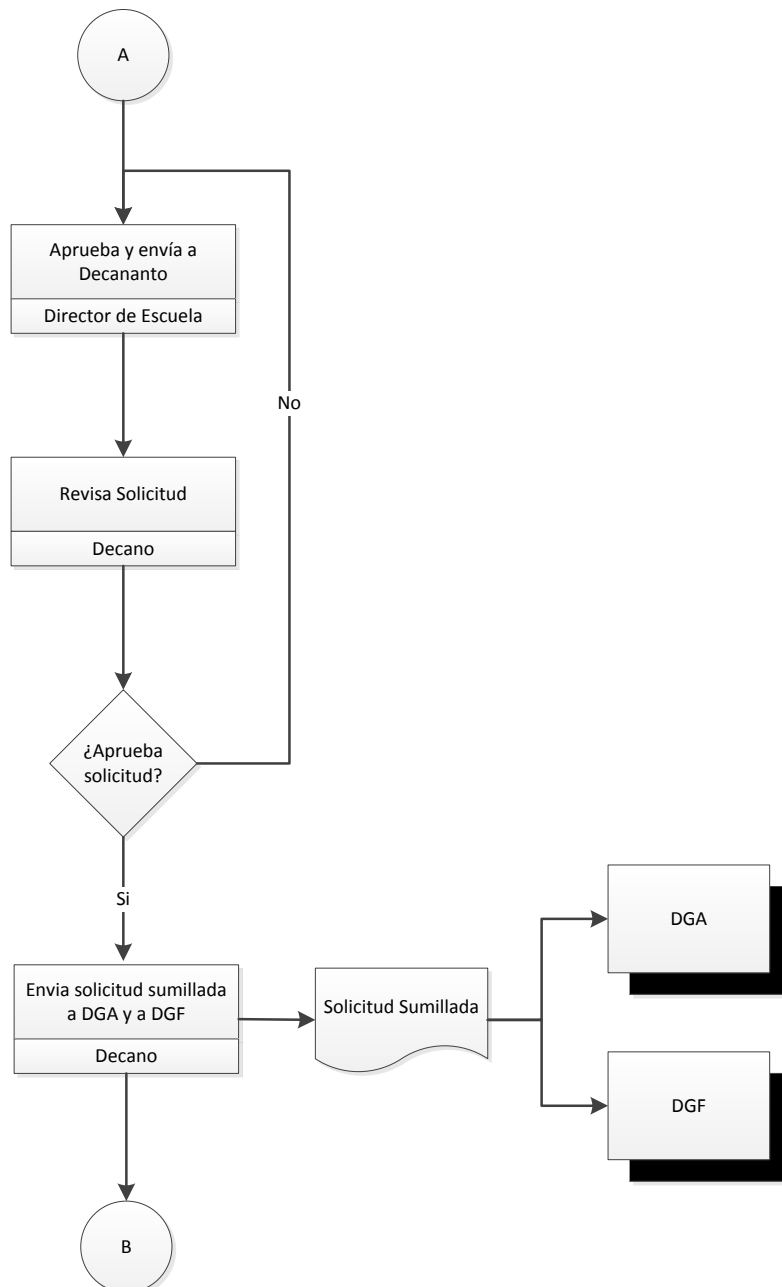 A
Aprueba y envía a
Decananto
Director de Escuela
No
Revisa Solicitud
Decano
¿Aprueba
solicitud?
Si
DGA
Envia solicitud sumillada
a DGA y a DGF
Decano
Solicitud Sumillada
DGF
B